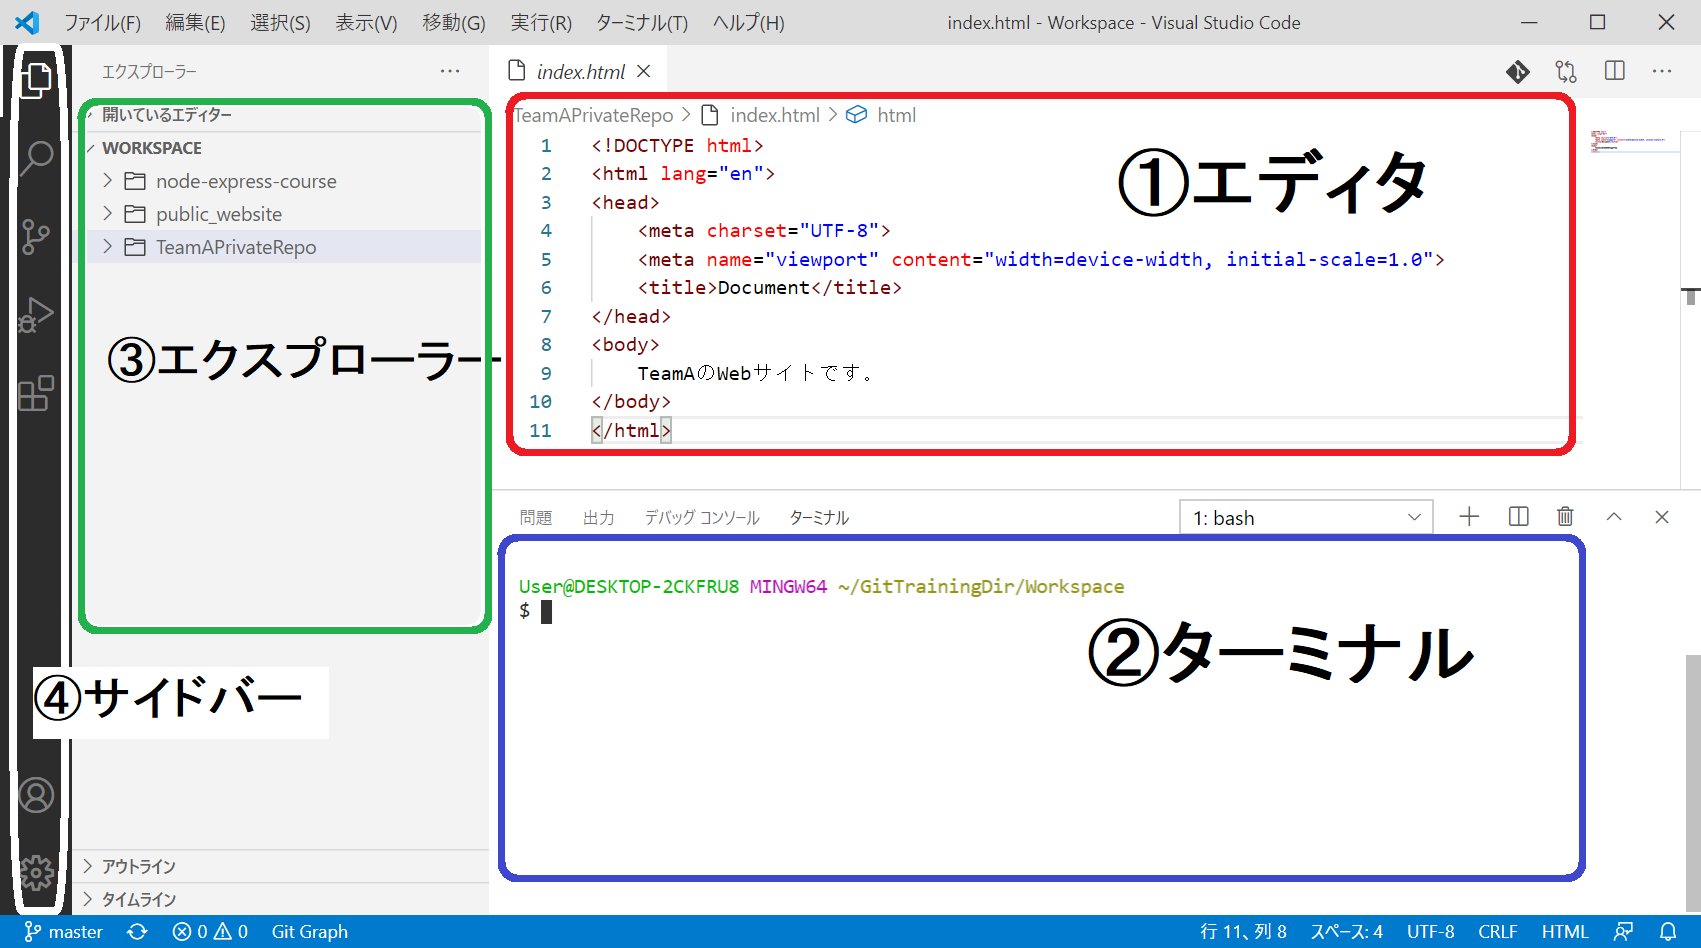 ファイル(F) 編集(E) 選択(S) 表示(V) 移動(G) 実行(R) ターミナル(T) ヘルプ(H) index.html - Workspace - Visual Studio Code
エクスプローラー
index.html
開いているエディター
WORKSPACE
node-express-course
public_website
TeamAPrivateRepo
③エクスプローラー
④サイドバー
アウトライン
タイムライン
TeamAPrivateRepo > index.html > html
1 <!DOCTYPE html>
2 <html lang="en">
3 <head>
4 <meta charset="UTF-8">
5 <meta name="viewport" content="width=device-width, initial-scale=1.0">
6 <title>Document</title>
7 </head>
8 <body>
9 TeamAのWebサイトです。
10 </body>
11 </html>
①エディタ
問題 出力 デバッグ コンソール ターミナル 1: bash
User@DESKTOP-2CKFRU8 MINGW64 ~/GitTrainingDir/Workspace
$
②ターミナル
master 0 0 Git Graph 行 11、列 8 スペース: 4 UTF-8 CRLF HTML